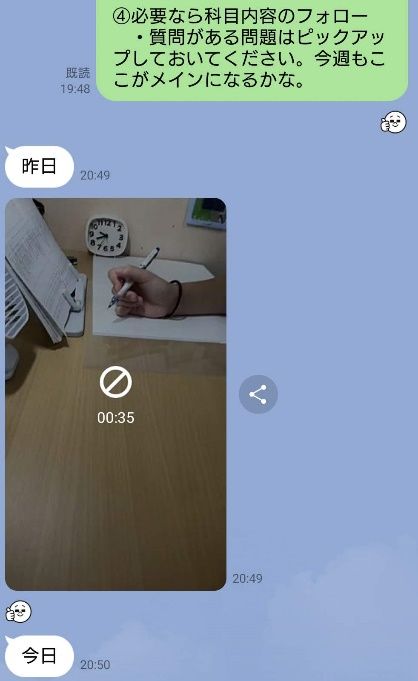 ④必要なら科目内容のフォロー
・質問がある問題はピックアッ
プしておいてください。今週もこ
こがメインになるかな。
既読
19:48
昨日
20:49
00:35
20:49
今日
20:50